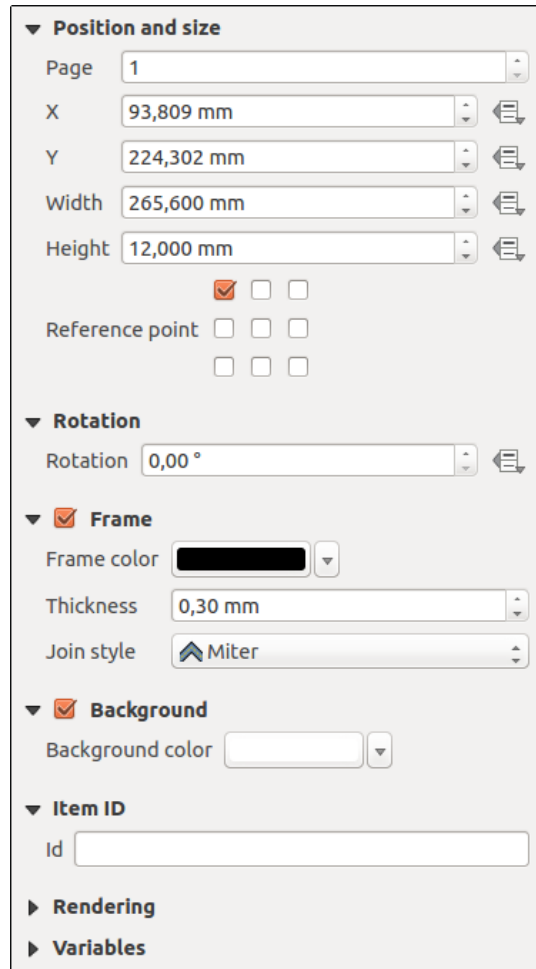 Position and size
Page 1
X 93,809 mm
Y 224,302 mm
Width 265,600 mm
Height 12,000 mm
Reference point
Rotation
Rotation 0,00 °
Frame
Frame color
Thickness 0,30 mm
Join style Miter
Background
Background color
Item ID
Id
Rendering
Variables